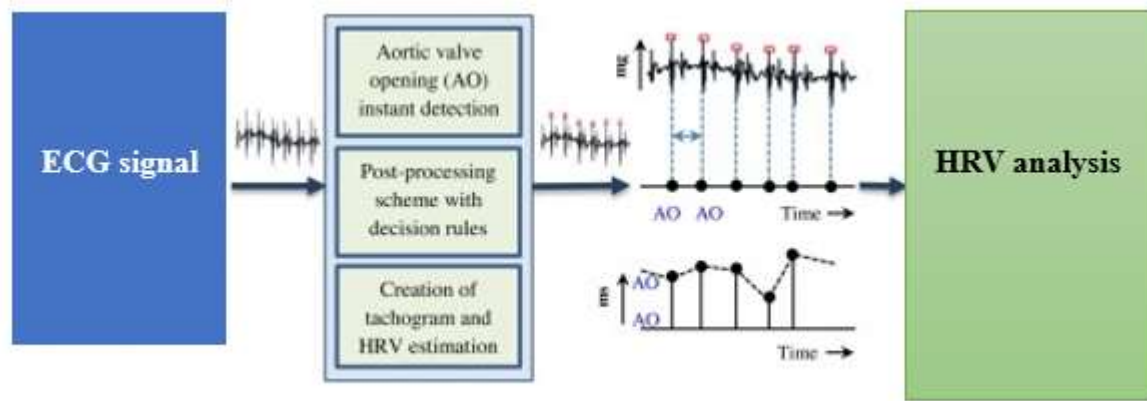 ECG signal
Aortic valve
opening (AO)
instant detection
Post-processing
scheme with
decision rules
Creation of
tachogram and
HRV estimation
mg
AO AO Time
ms
AO
AO
Time
HRV analysis